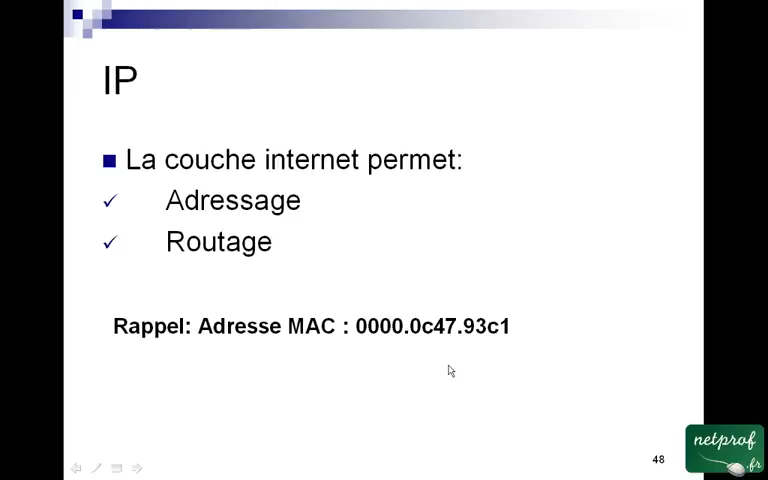 IP
La couche internet permet:
Adressage
Routage
Rappel: Adresse MAC : 0000.0c47.93c1
48
netprof
.fr